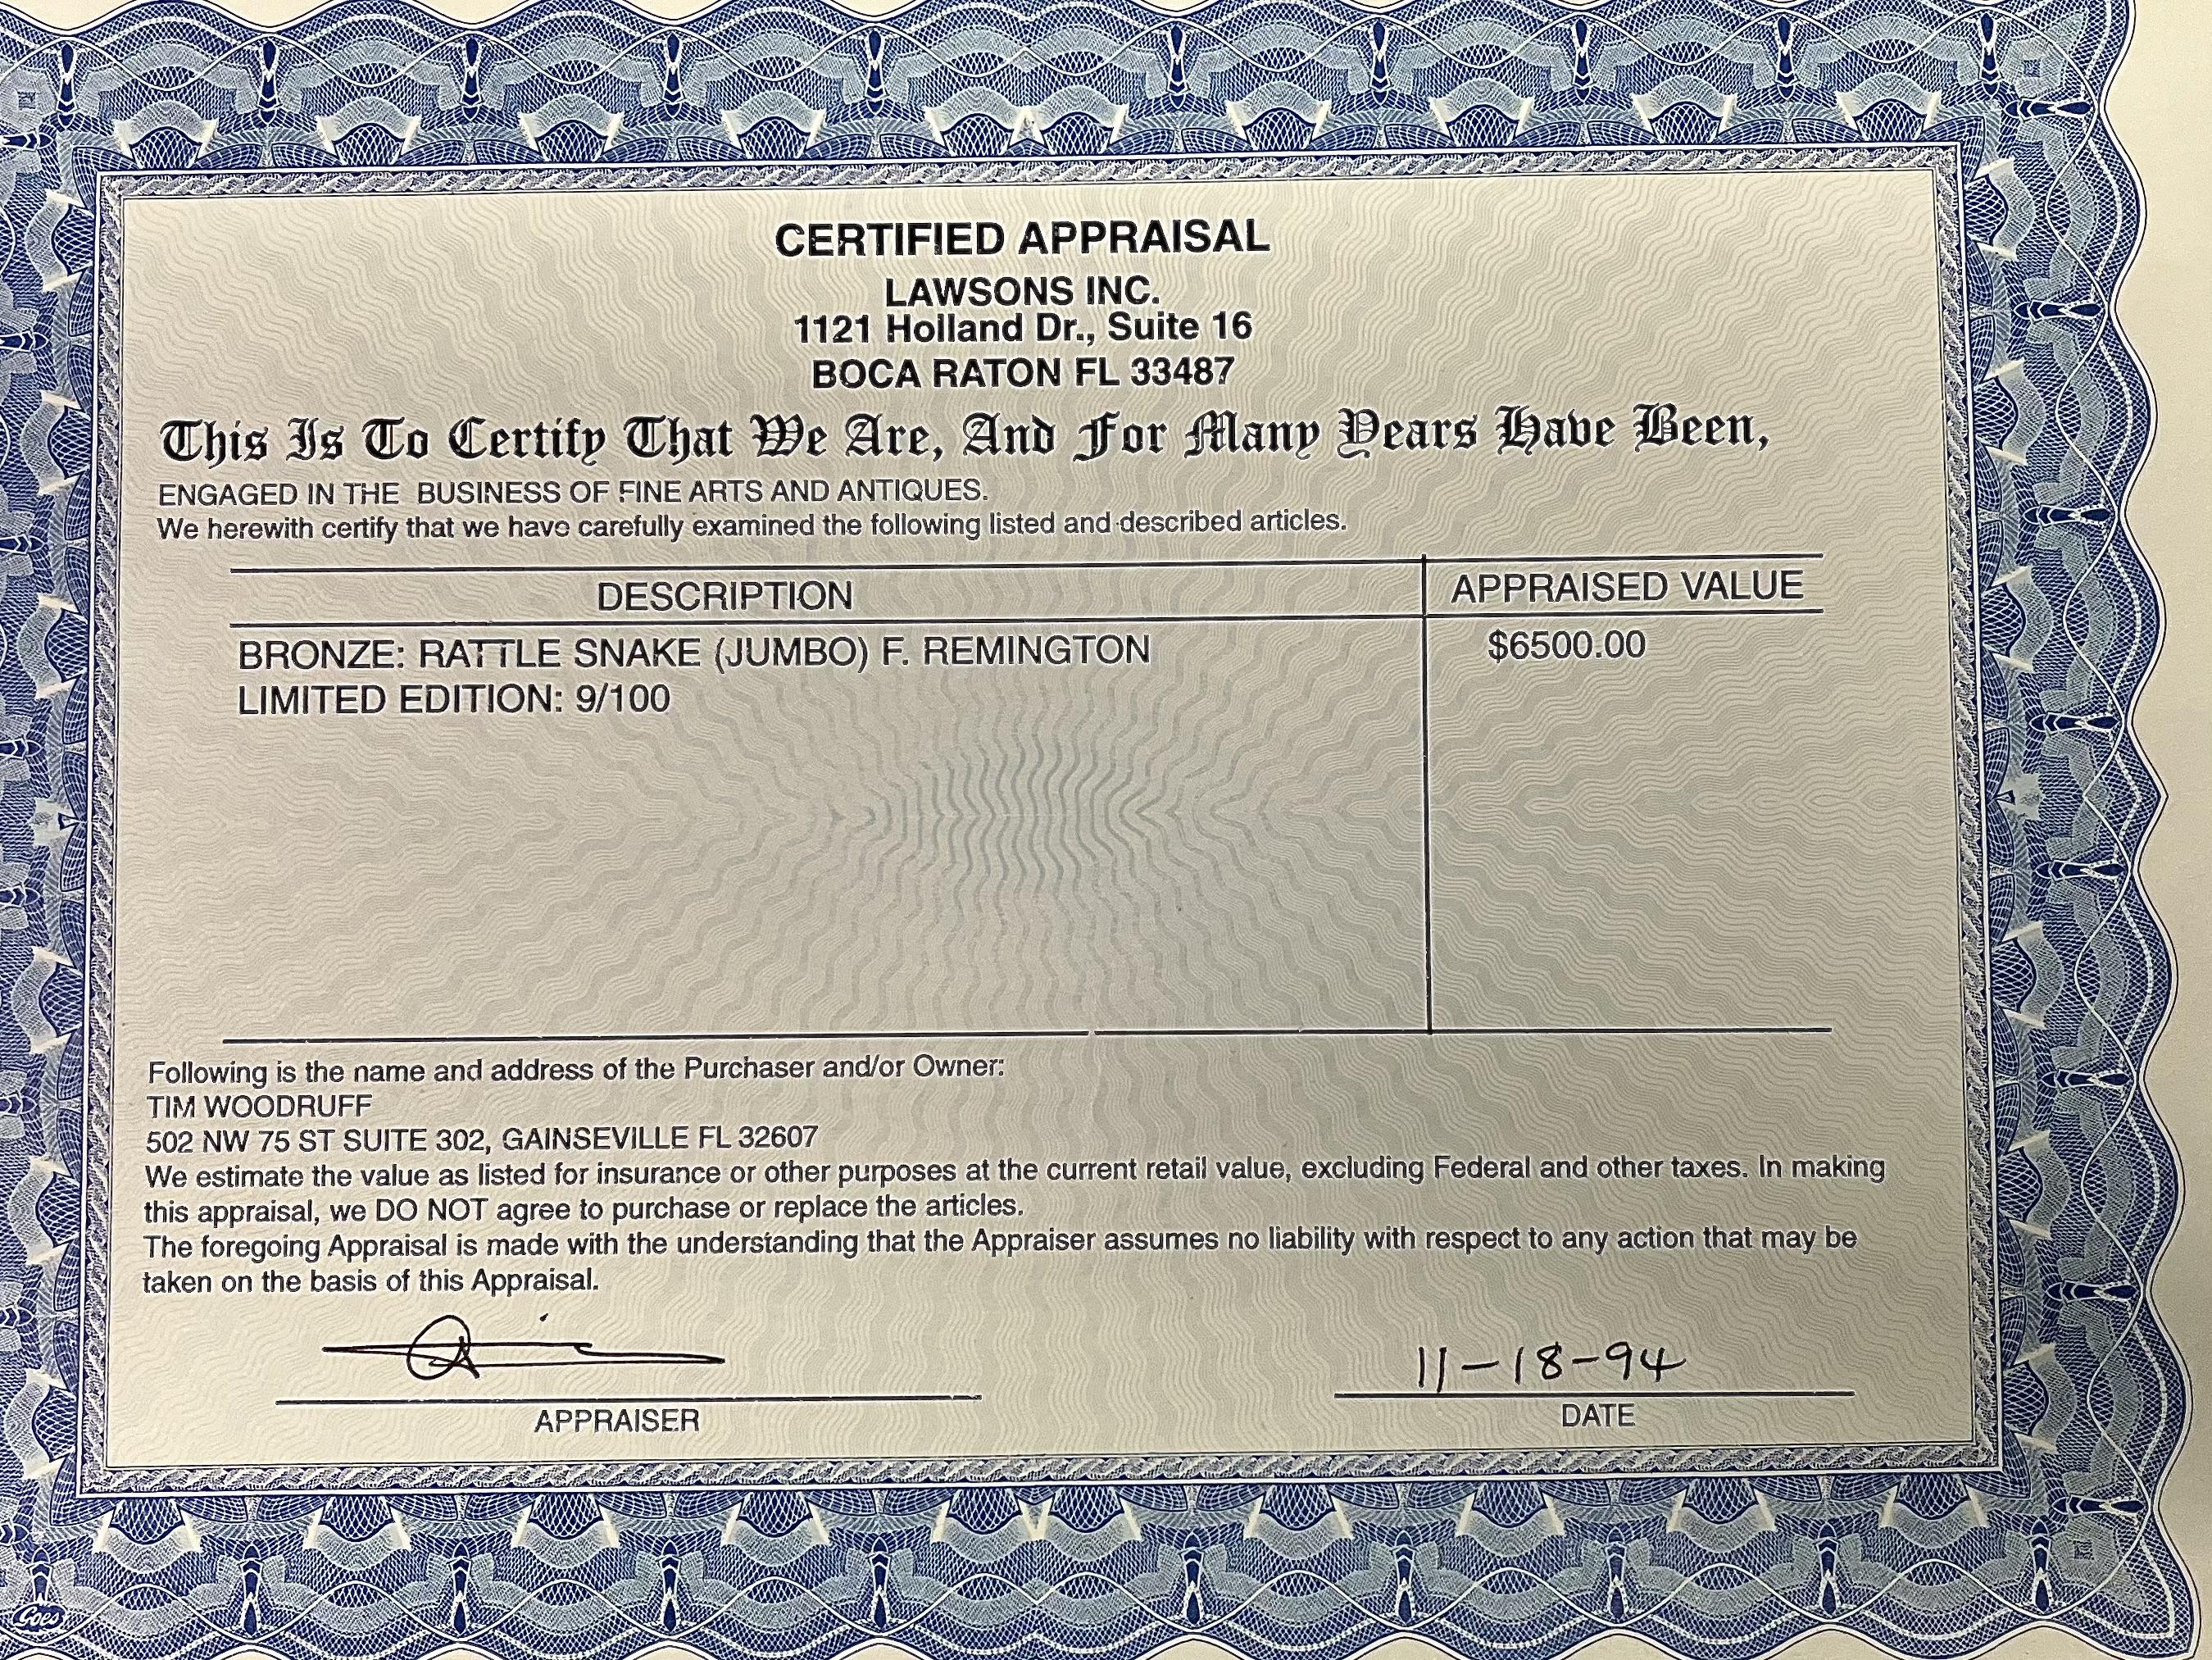 CERTIFIED APPRAISAL
LAWSONS INC.
1121 Holland Dr., Suite 16
BOCA RATON FL 33487
This Is To Certify That We Are, And For Many Years Have Been,
ENGAGED IN THE BUSINESS OF FINE ARTS AND ANTIQUES.
We herewith certify that we have carefully examined the following listed and described articles.
DESCRIPTION APPRAISED VALUE
BRONZE: RATTLE SNAKE (JUMBO) F. REMINGTON $6500.00
LIMITED EDITION: 9/100
Following is the name and address of the Purchaser and/or Owner:
TIM WOODRUFF
502 NW 75 ST SUITE 302, GAINSEVILLE FL 32607
We estimate the value as listed for insurance or other purposes at the current retail value, excluding Federal and other taxes. In making
this appraisal, we DO NOT agree to purchase or replace the articles.
The foregoing Appraisal is made with the understanding that the Appraiser assumes no liability with respect to any action that may be
taken on the basis of this Appraisal.
11-18-94
APPRAISER DATE
Goes